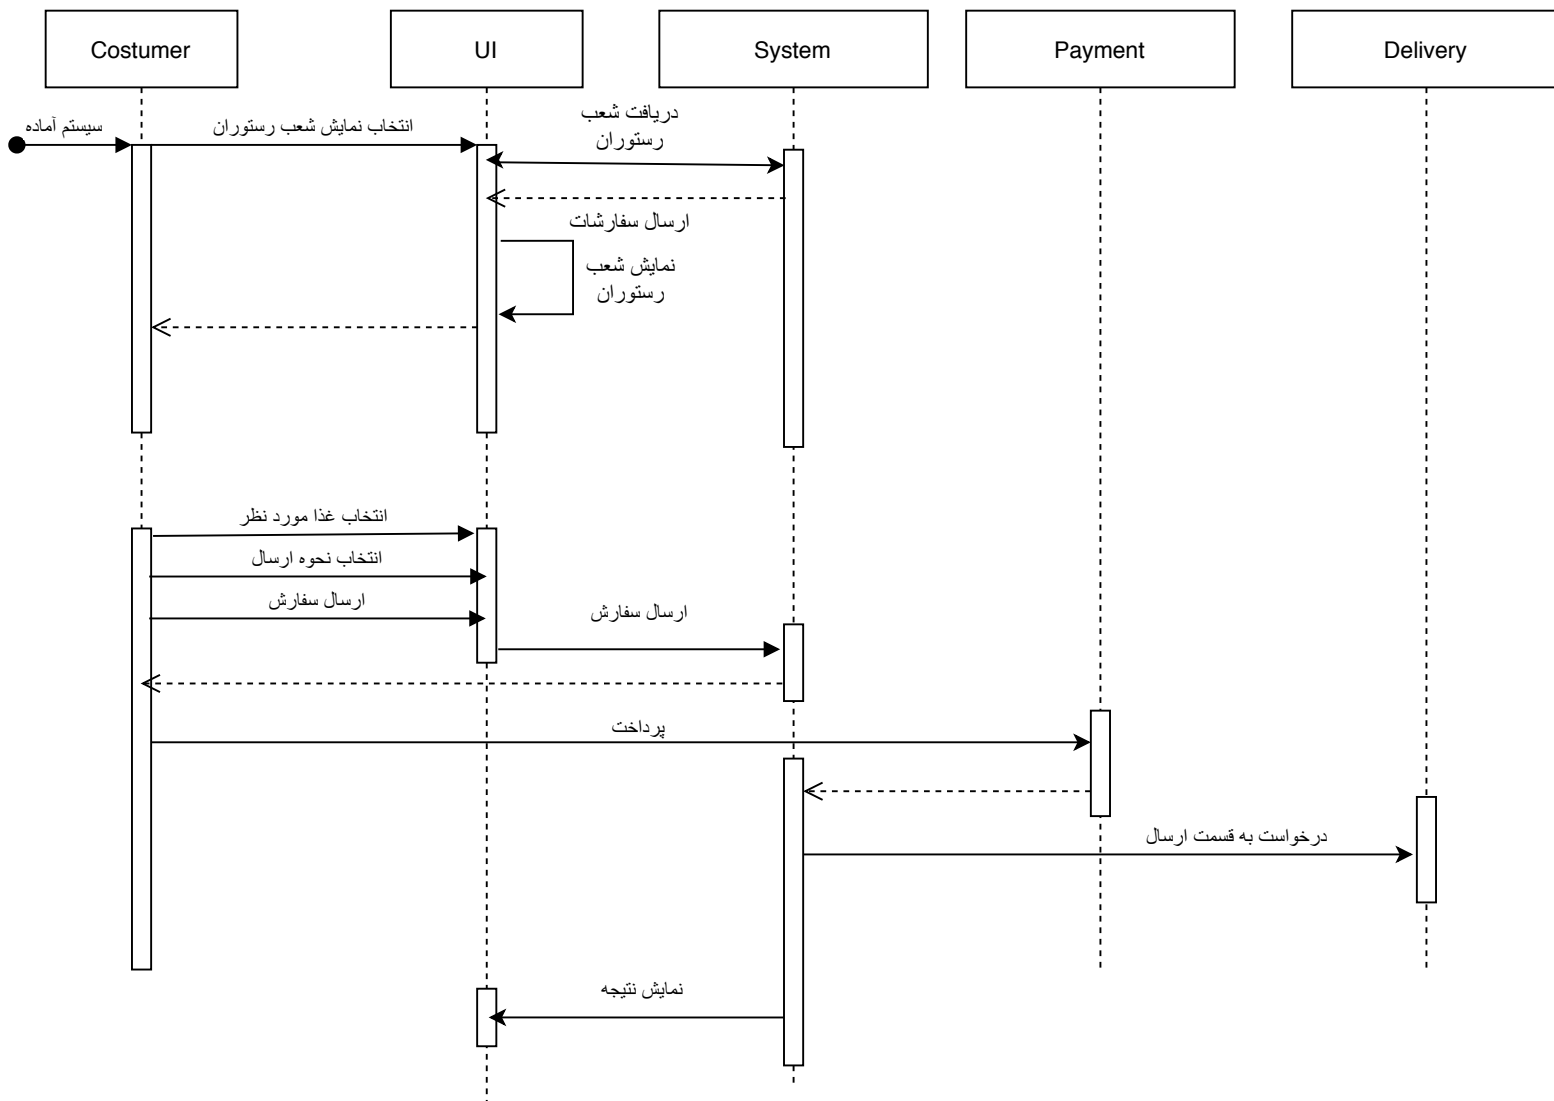 Costumer
UI
System
Payment
Delivery
سیستم آماده
انتخاب نمایش شعب رستوران
دریافت شعب
رستوران
ارسال سفارشات
نمایش شعب
رستوران
انتخاب غذا مورد نظر
انتخاب نحوه ارسال
ارسال سفارش
ارسال سفارش
پرداخت
درخواست به قسمت ارسال
نمایش نتیجه